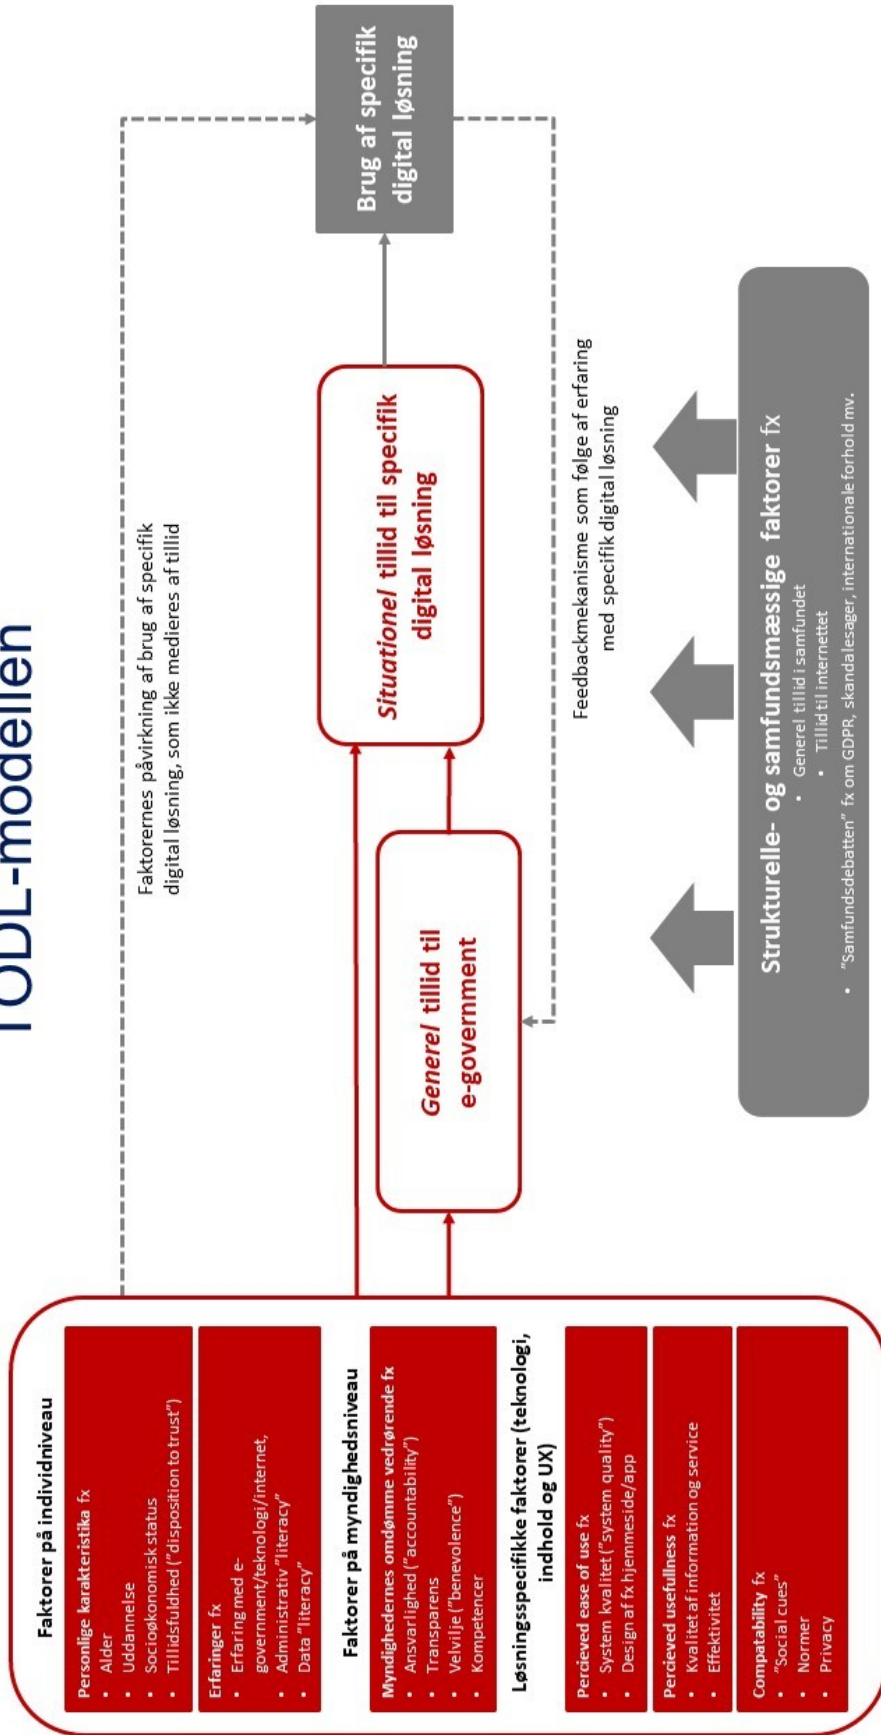 TODL-modellen
Faktorer på individniveau
Personlige karakteristika fx
• Alder
• Uddannelse
• Socioøkonomisk status
• Tillidsfuldhed ("disposition to trust")
Erfaringer fx
• Erfaring med e-
government/teknologi/internet,
• Administrativ "literacy"
• Data "literacy"
Faktorer på myndighedsniveau
Myndighedernes omdømme vedrørende fx
• Ansvarlighed ("accountability")
• Transparens
• Velvilje ("benevolence")
• Kompetencer
Løsningsspecifikke faktorer (teknologi,
indhold og UX)
Percieved ease of use fx
• System kvalitet ("system quality")
• Design af fx hjemmeside/app
Percieved usefullness fx
• Kvalitet af information og service
• Effektivitet
Compatability fx
• "Social cues"
• Normer
• Privacy
Faktorernes påvirkning af brug af specifik
digital løsning, som ikke medieres af tillid
Generel tillid til
e-government
Situationel tillid til specifik
digital løsning
Brug af specifik
digital løsning
Feedbackmekanisme som følge af erfaring
med specifik digital løsning
Strukturelle- og samfundsmæssige faktorer fx
• Generel tillid i samfundet
• Tillid til internettet
• "Samfundsdebatten" fx om GDPR, skandalesager, internationale forhold mv.